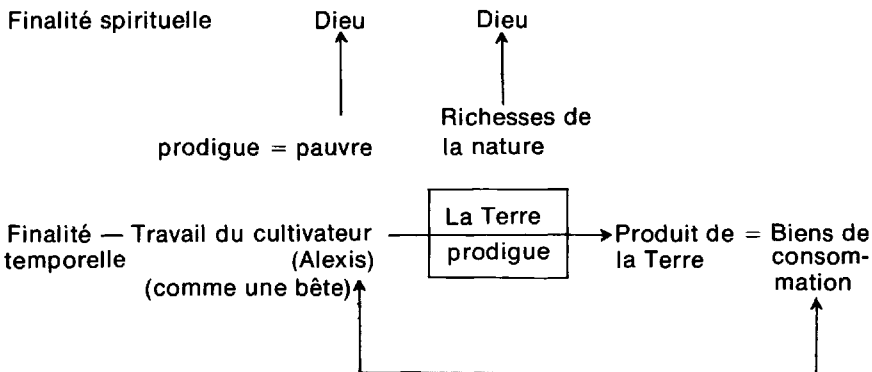 Finalité spirituelle Dieu Dieu
Richesses de
prodigue = pauvre la nature
La Terre
Finalité — Travail du cultivateur Produit de = Biens de
temporelle (Alexis) prodigue la Terre consom-
(comme une bête) mation